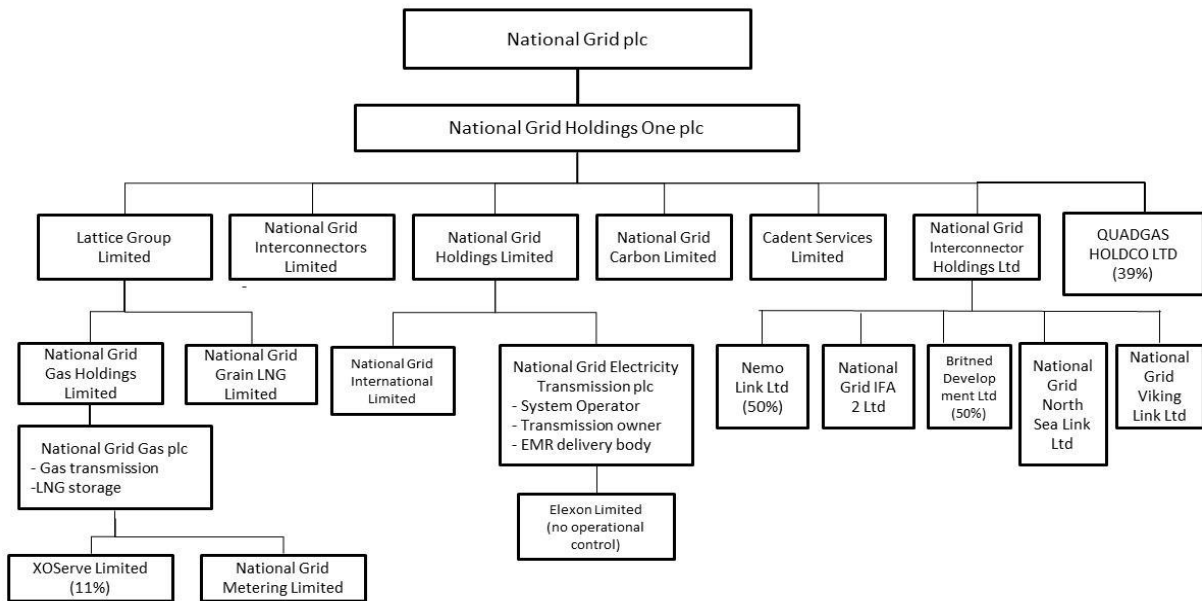 National Grid plc
National Grid Holdings One plc
Lattice Group
Limited
National Grid
Interconnectors
Limited
-
National Grid
Holdings Limited
National Grid
Carbon Limited
Cadent Services
Limited
National Grid
Interconnector
Holdings Ltd
QUADGAS
HOLDCO LTD
(39%)
National Grid
Gas Holdings
Limited
National Grid
Grain LNG Limited
National Grid
International
Limited
National Grid Electricity
Transmission plc
- System Operator
- Transmission owner
- EMR delivery body
Nemo
Link Ltd
(50%)
National
Grid IFA
2 Ltd
Britned
Develop
ment Ltd
(50%)
National
Grid
North
Sea Link
Ltd
National
Grid
Viking
Link Ltd
National Grid Gas plc
- Gas transmission
-LNG storage
Elexon Limited
(no operational
control)
XOServe Limited
(11%)
National Grid
Metering Limited